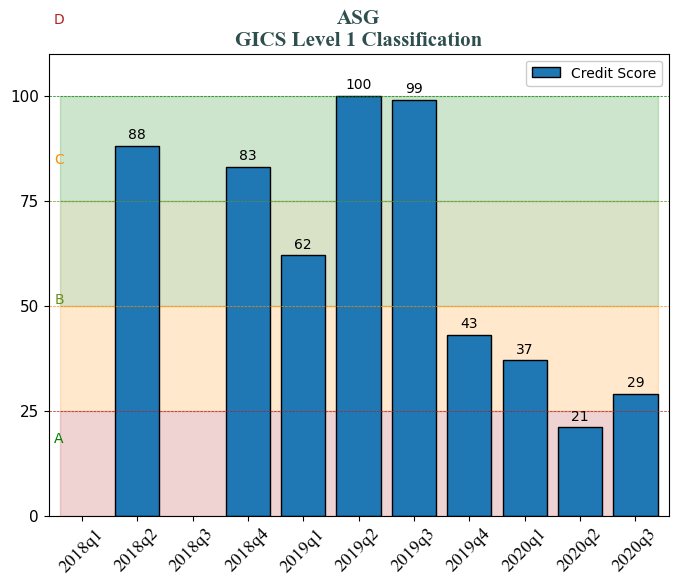 D
ASG
GICS Level 1 Classification
Credit Score
100
75
50
25
0
C
B
A
88
83
62
100
99
43
37
21
29
2018q1
2018q2
2018q3
2018q4
2019q1
2019q2
2019q3
2019q4
2020q1
2020q2
2020q3